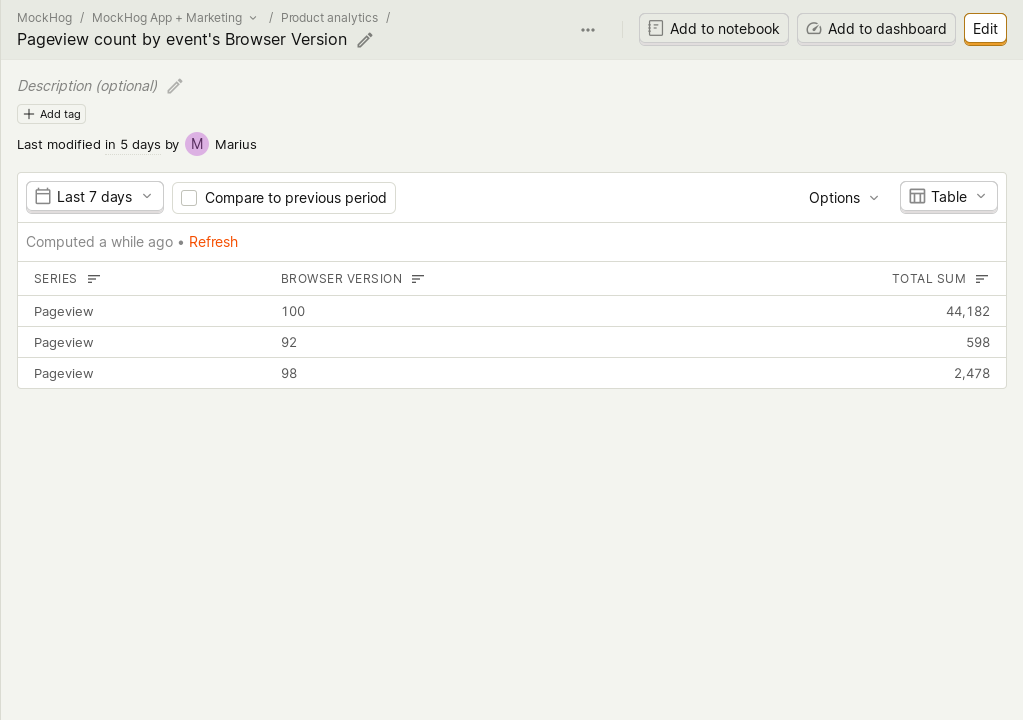 MockHog / MockHog App + Marketing / Product analytics /
Pageview count by event's Browser Version
Add to notebook
Add to dashboard
Edit
Description (optional)
Add tag
Last modified in 5 days by M Marius
Last 7 days
Compare to previous period
Options
Table
Computed a while ago • Refresh
SERIES BROWSER VERSION TOTAL SUM
Pageview 100 44,182
Pageview 92 598
Pageview 98 2,478